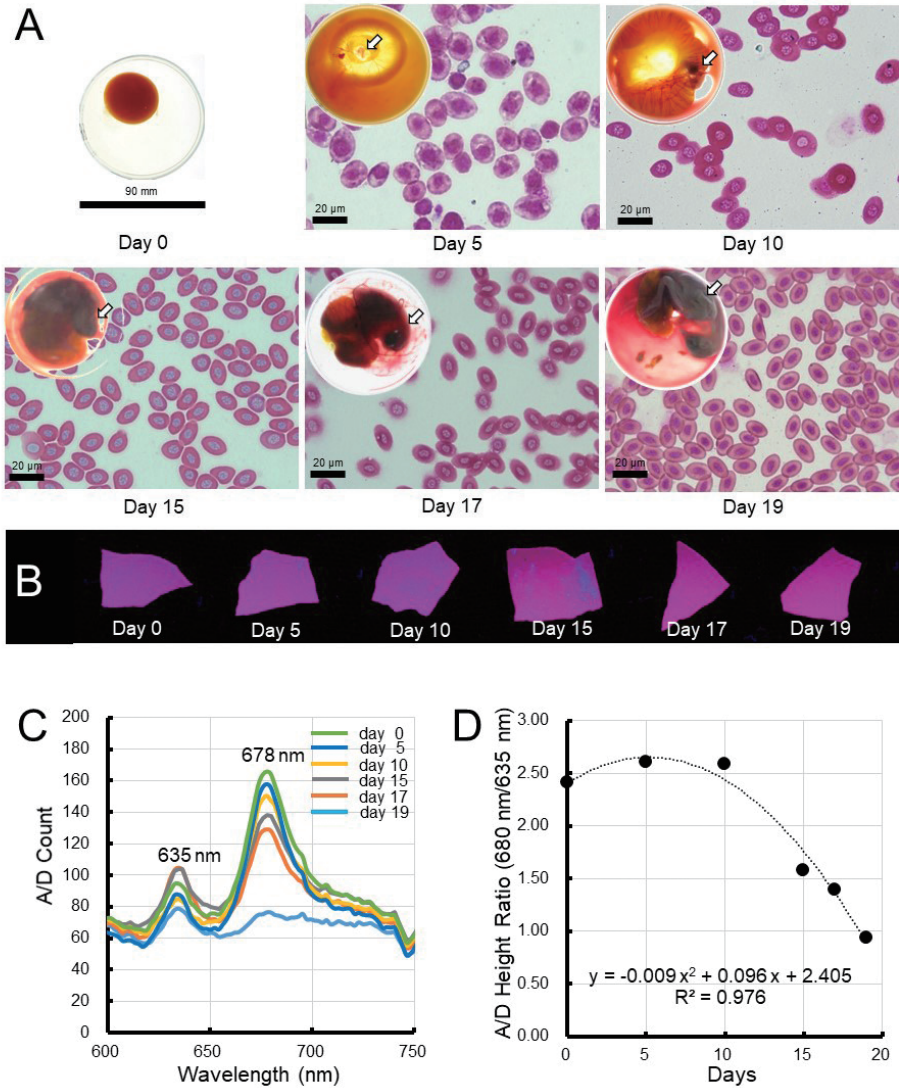 A
90 mm
Day 0
20 µm
Day 5
20 µm
Day 10
20 µm
Day 15
20 µm
Day 17
20 µm
Day 19
B
Day 0
Day 5
Day 10
Day 15
Day 17
Day 19
C
200
180
160
140
120
100
80
60
40
20
0
A/D Count
600
650
700
750
Wavelength (nm)
635 nm
678 nm
day 0
day 5
day 10
day 15
day 17
day 19
D
3.00
2.50
2.00
1.50
1.00
0.50
0.00
A/D Height Ratio (680 nm/635 nm)
y = -0.009 x² + 0.096 x + 2.405
R² = 0.976
0
5
10
15
20
Days